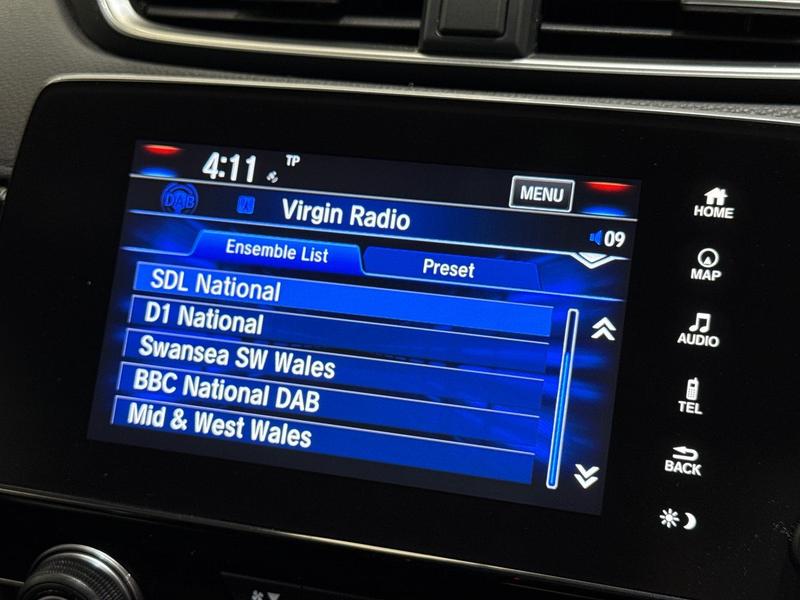 4:11 TP
MENU
DAB
Virgin Radio
09
Ensemble List
Preset
SDL National
D1 National
Swansea SW Wales
BBC National DAB
Mid & West Wales
HOME
MAP
AUDIO
TEL
BACK